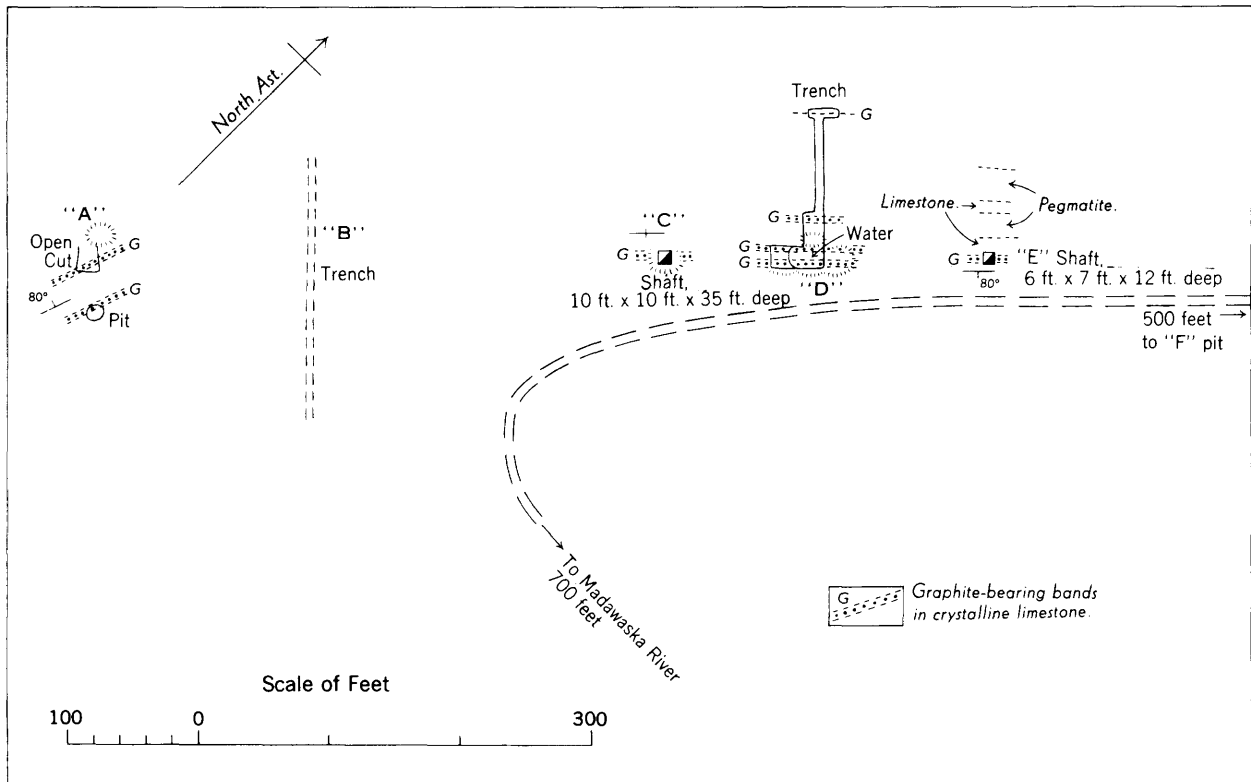 North Ast.
Trench
G
"A"
Open
Cut
G
80°
G
Pit
"B"
Trench
"C"
G
Shaft,
10 ft. x 10 ft. x 35 ft. deep
G
Water
G
G
"D"
Limestone.
Pegmatite.
G
"E" Shaft,
6 ft. x 7 ft. x 12 ft. deep
80°
500 feet
to "F" pit
To Madawaska River
700 feet
G
Graphite-bearing bands
in crystalline limestone.
Scale of Feet
100 0 300